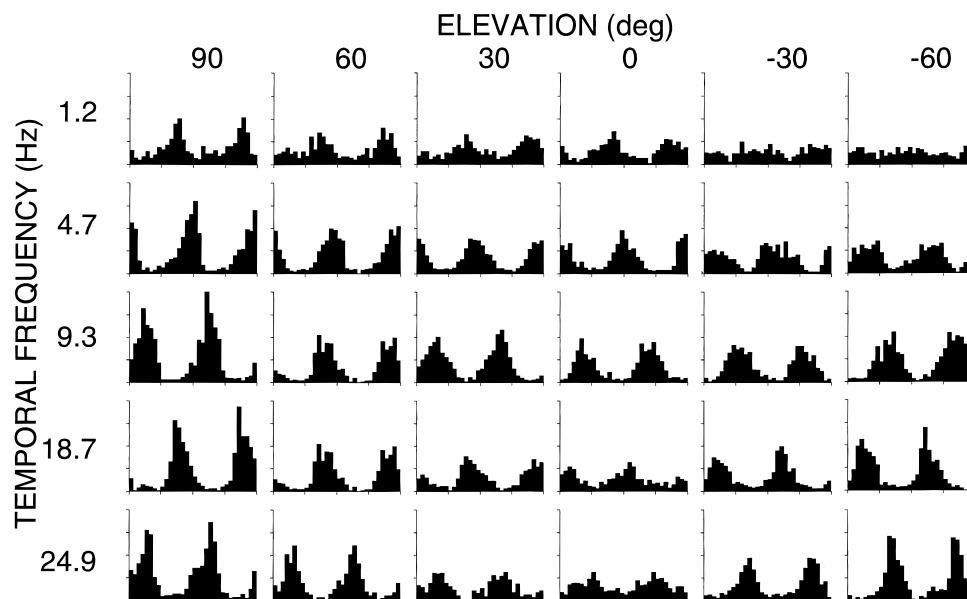 ELEVATION (deg)
90 60 30 0 -30 -60
TEMPORAL FREQUENCY (Hz)
1.2
4.7
9.3
18.7
24.9